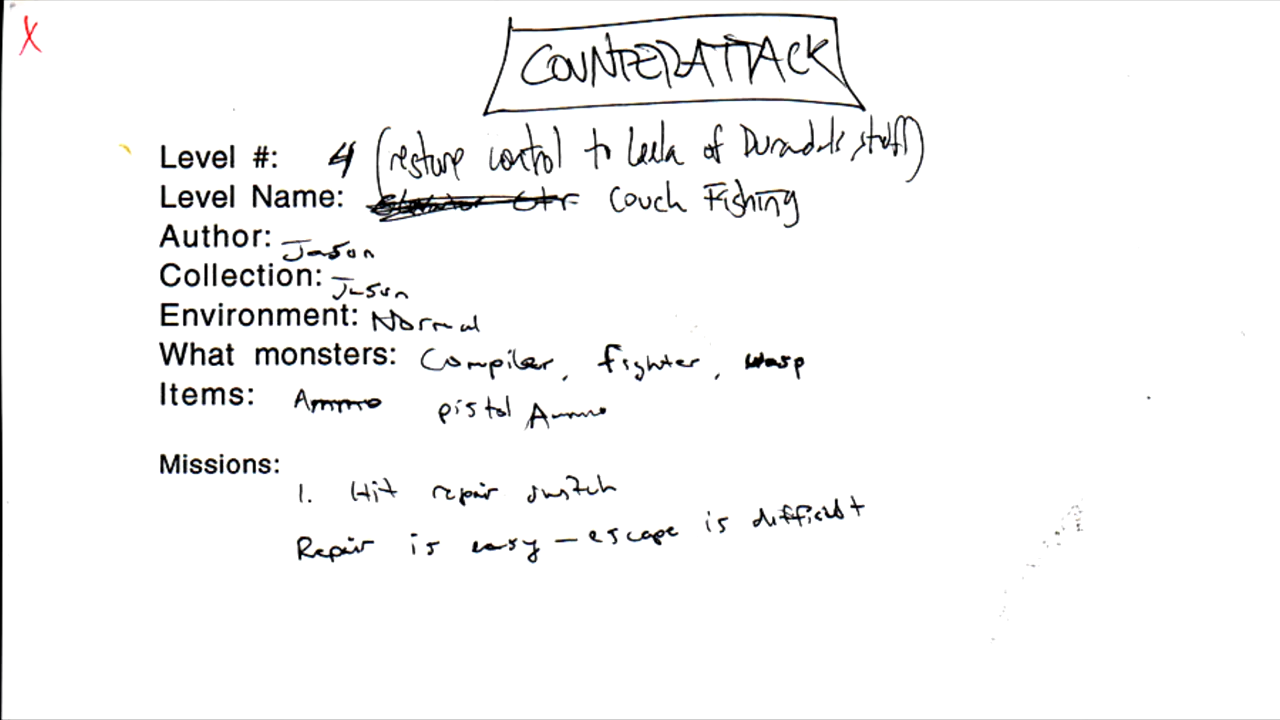 X
COUNTERATTACK
Level #: 4 (restore control to Leela of Durandal's stuff)
Level Name: Couch Fishing
Author: Jason
Collection: Jason
Environment: Normal
What monsters: Compiler, fighter, wasp
Items: Ammo pistol Ammo
Missions:
1. Hit repair switch
Repair is easy - escape is difficult